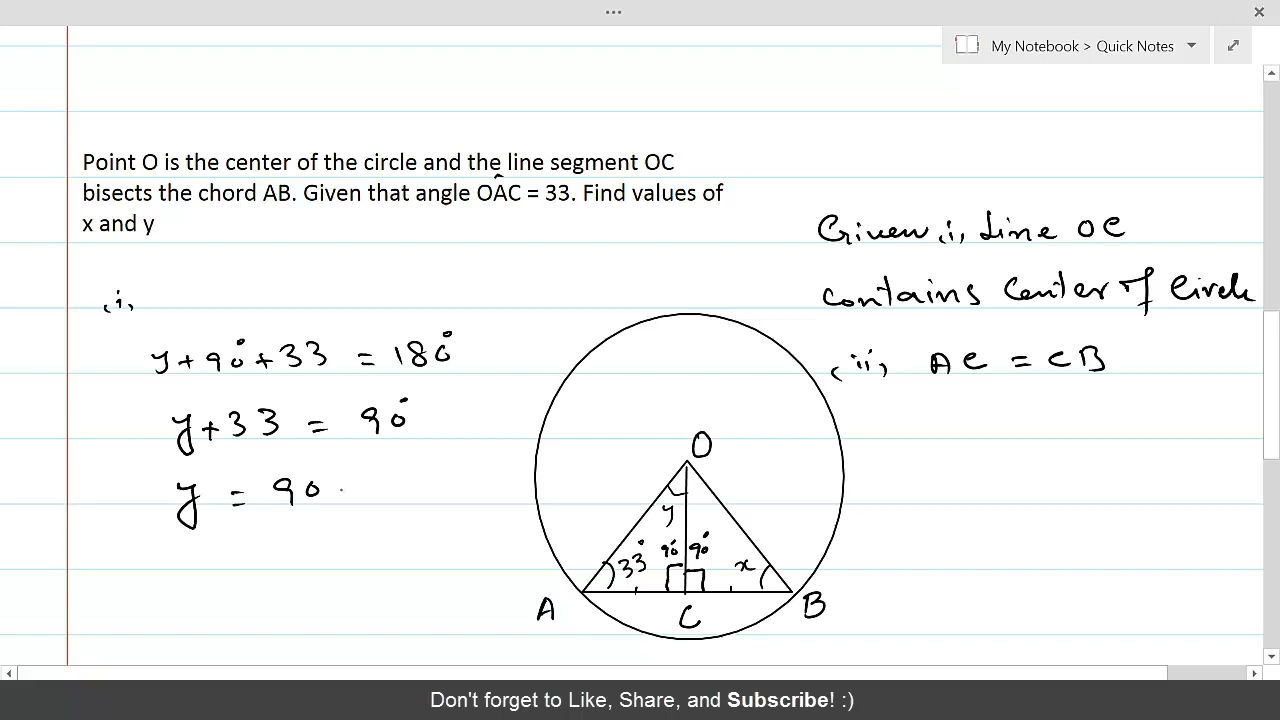 My Notebook > Quick Notes
Point O is the center of the circle and the line segment OC
bisects the chord AB. Given that angle OÂC = 33. Find values of
x and y
Given (i) Line OC
contains Center of Circle
(ii) AC = CB
(i)
y + 90° + 33 = 180°
y + 33 = 90°
y = 90
O
y
33°
90°
90°
x
A
C
B
Don't forget to Like, Share, and Subscribe! :)